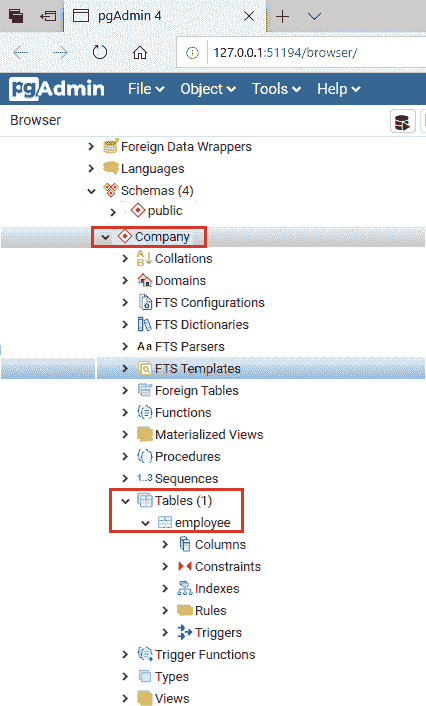 pgAdmin 4
127.0.0.1:51194/browser/
pgAdmin File Object Tools Help
Browser
Foreign Data Wrappers
Languages
Schemas (4)
public
Company
Collations
Domains
FTS Configurations
FTS Dictionaries
Aa FTS Parsers
FTS Templates
Foreign Tables
Functions
Materialized Views
Procedures
1..3 Sequences
Tables (1)
employee
Columns
Constraints
Indexes
Rules
Triggers
Trigger Functions
Types
Views